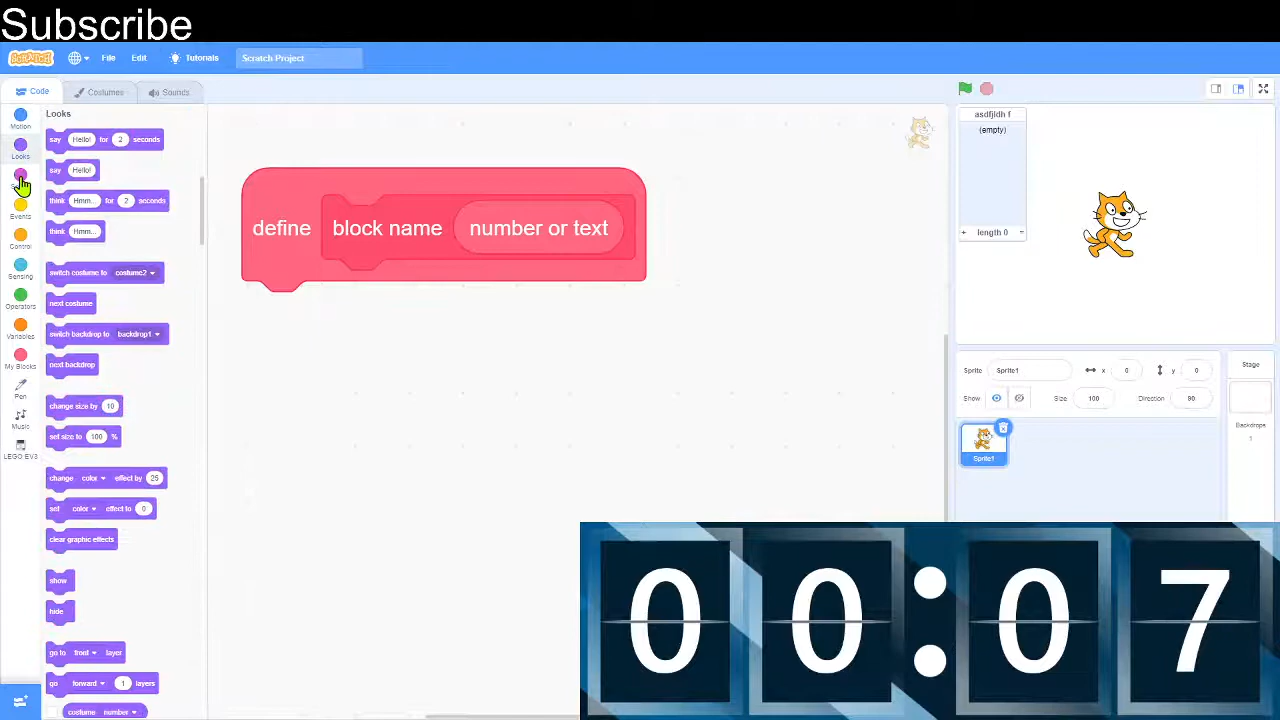 Subscribe
SCRATCH
File
Edit
Tutorials
Scratch Project
Code
Costumes
Sounds
Motion
Looks
Events
Control
Sensing
Operators
Variables
My Blocks
Pen
Music
LEGO EV3
Looks
say Hello! for 2 seconds
say Hello!
think Hmm... for 2 seconds
think Hmm...
switch costume to costume2
next costume
switch backdrop to backdrop1
next backdrop
change size by 10
set size to 100 %
change color effect by 25
set color effect to 0
clear graphic effects
show
hide
go to front layer
go forward 1 layers
costume number
define block name number or text
asdfjldh f
(empty)
+ length 0 =
Sprite Sprite1 x 0 y 0
Show Size 100 Direction 90
Sprite1
Stage
Backdrops
1
00:07